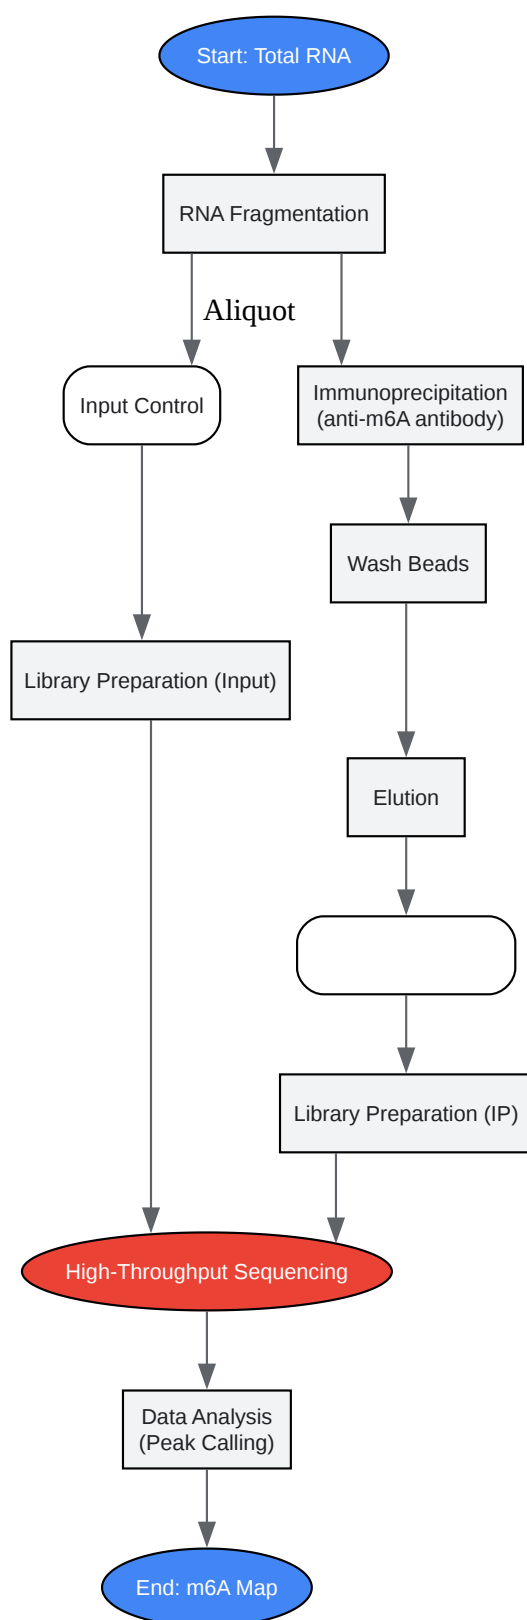 Start: Total RNA
RNA Fragmentation
Aliquot
Input Control
Immunoprecipitation
(anti-m6A antibody)
Wash Beads
Library Preparation (Input)
Elution
Library Preparation (IP)
High-Throughput Sequencing
Data Analysis
(Peak Calling)
End: m6A Map